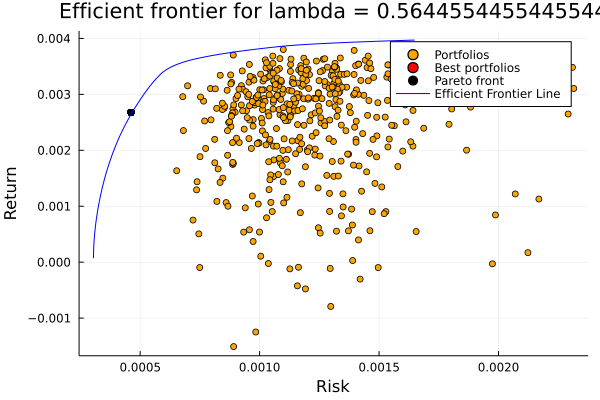 Efficient frontier for lambda = 0.5644554455445544
Portfolios
Best portfolios
Pareto front
Efficient Frontier Line
Return
0.004
0.003
0.002
0.001
0.000
−0.001
0.0005
0.0010
0.0015
0.0020
Risk